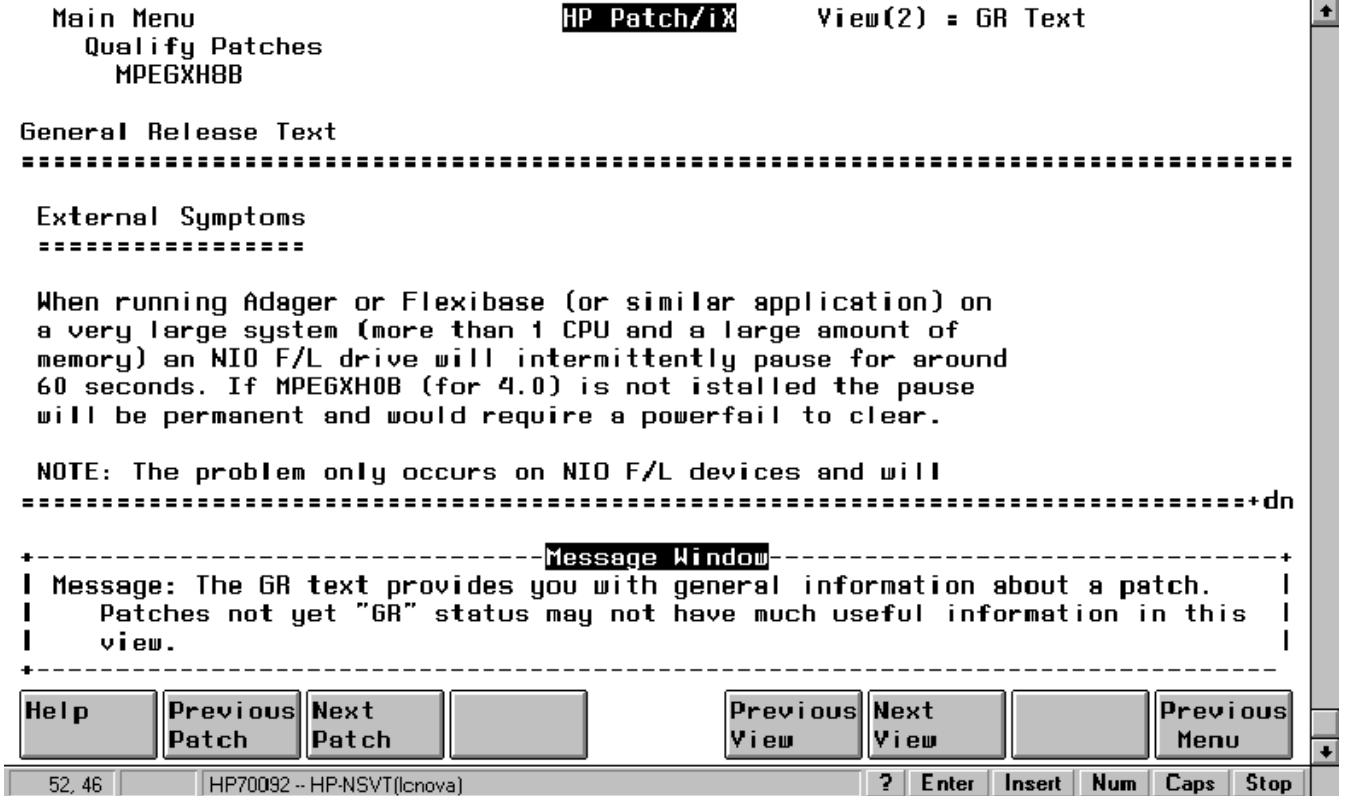 Main Menu HP Patch/iX View(2) = GR Text
Qualify Patches
MPEGXH8B
General Release Text
================================================================================
External Symptoms
=================
When running Adager or Flexibase (or similar application) on
a very large system (more than 1 CPU and a large amount of
memory) an NIO F/L drive will intermittently pause for around
60 seconds. If MPEGXH0B (for 4.0) is not istalled the pause
will be permanent and would require a powerfail to clear.
NOTE: The problem only occurs on NIO F/L devices and will
=============================================================================+dn
+--------------------------------Message Window--------------------------------+
| Message: The GR text provides you with general information about a patch. |
| Patches not yet "GR" status may not have much useful information in this |
| view. |
+------------------------------------------------------------------------------
Help Previous Patch Next Patch Previous View Next View Previous Menu
52, 46 HP70092 -- HP-NSVT(lcnova) ? Enter Insert Num Caps Stop